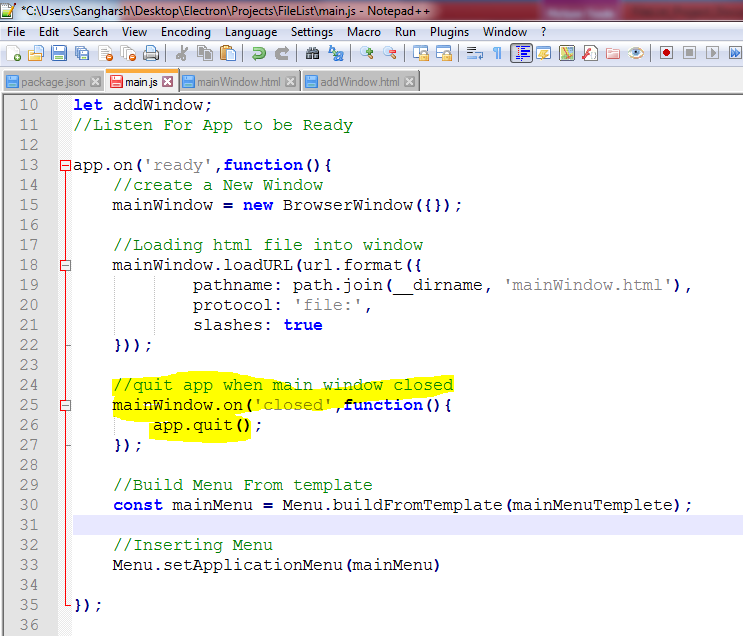 *C:\Users\Sangharsh\Desktop\Electron\Projects\FileList\main.js - Notepad++
File Edit Search View Encoding Language Settings Macro Run Plugins Window ?
package.json main.js mainWindow.html addWindow.html
10 let addWindow;
11 //Listen For App to be Ready
12
13 app.on('ready',function(){
14 //create a New Window
15 mainWindow = new BrowserWindow({});
16
17 //Loading html file into window
18 mainWindow.loadURL(url.format({
19 pathname: path.join(__dirname, 'mainWindow.html'),
20 protocol: 'file:',
21 slashes: true
22 }));
23
24 //quit app when main window closed
25 mainWindow.on('closed',function(){
26 app.quit();
27 });
28
29 //Build Menu From template
30 const mainMenu = Menu.buildFromTemplate(mainMenuTemplete);
31
32 //Inserting Menu
33 Menu.setApplicationMenu(mainMenu)
34
35 });
36